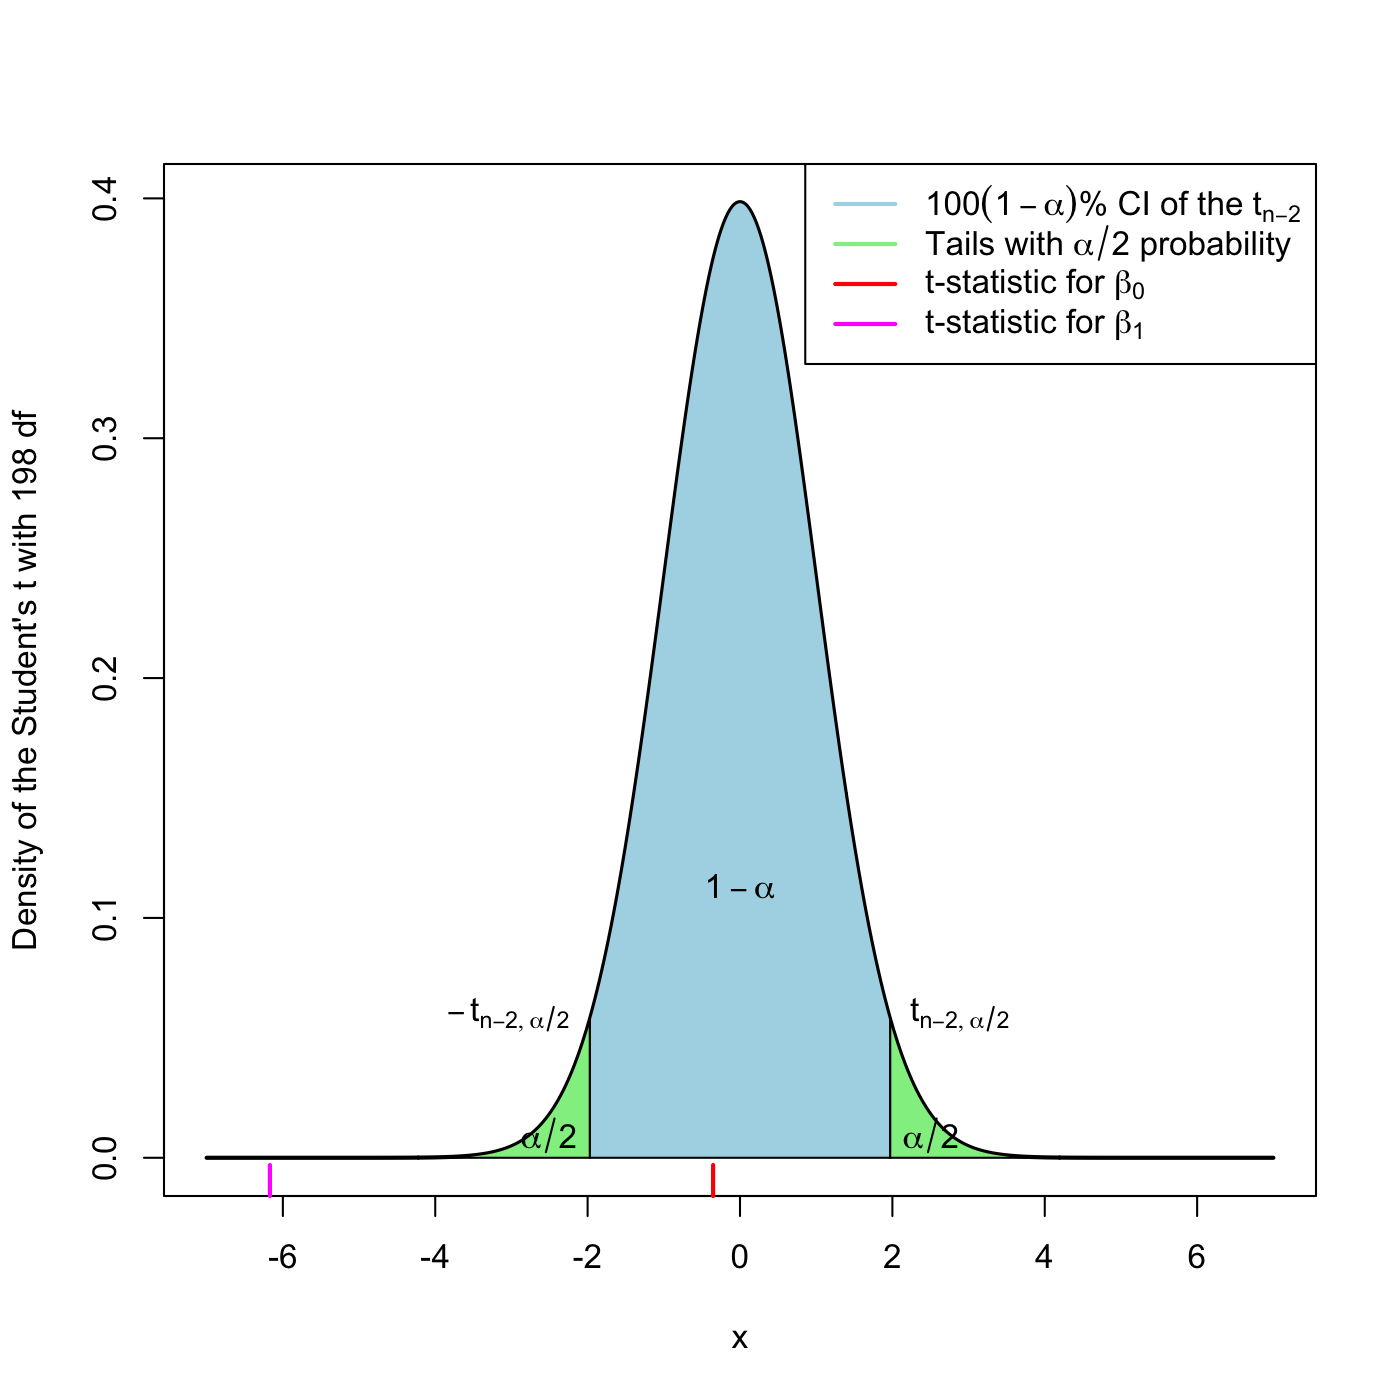 100(1 − α)% CI of the tₙ₋₂
Tails with α/2 probability
t-statistic for β₀
t-statistic for β₁
Density of the Student's t with 198 df
0.4
0.3
0.2
0.1
0.0
1 − α
− t n−2, α/2
t n−2, α/2
α/2
α/2
-6 -4 -2 0 2 4 6
x